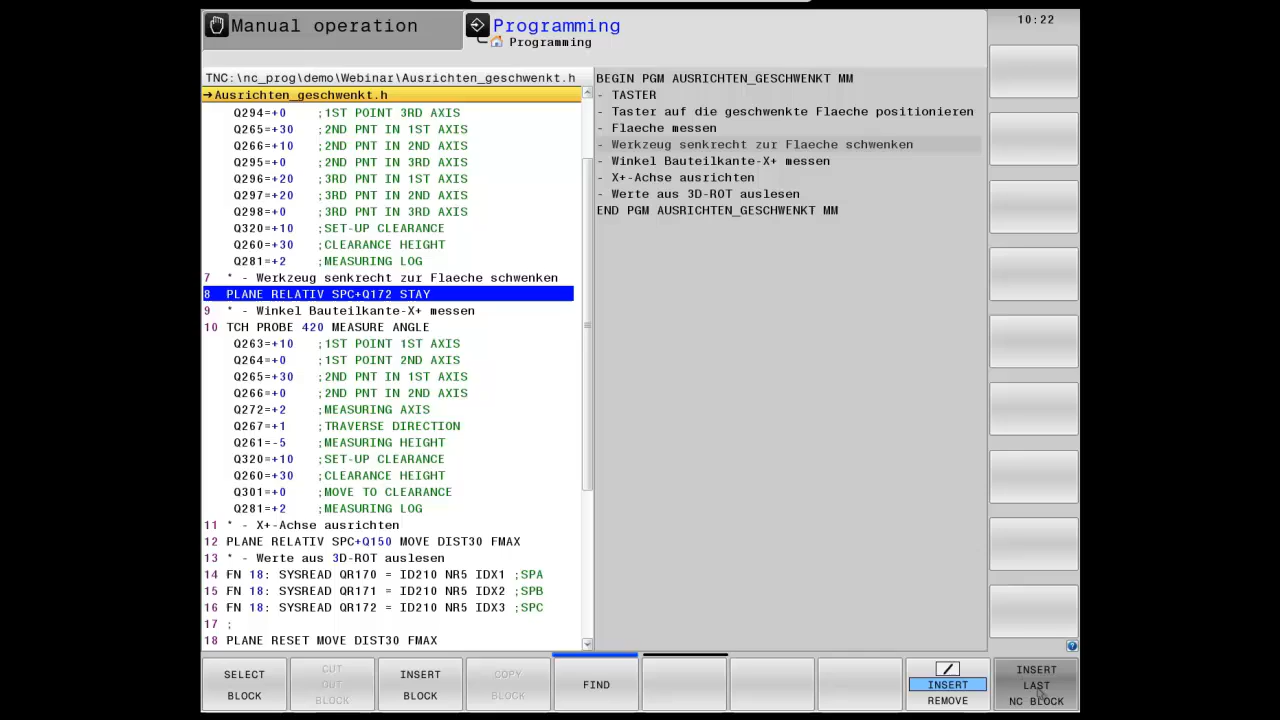 Manual operation
Programming
Programming
10:22
TNC:\nc_prog\demo\Webinar\Ausrichten_geschwenkt.h
→Ausrichten_geschwenkt.h
Q294=+0 ;1ST POINT 3RD AXIS
Q265=+30 ;2ND PNT IN 1ST AXIS
Q266=+10 ;2ND PNT IN 2ND AXIS
Q295=+0 ;2ND PNT IN 3RD AXIS
Q296=+20 ;3RD PNT IN 1ST AXIS
Q297=+20 ;3RD PNT IN 2ND AXIS
Q298=+0 ;3RD PNT IN 3RD AXIS
Q320=+10 ;SET-UP CLEARANCE
Q260=+30 ;CLEARANCE HEIGHT
Q281=+2 ;MEASURING LOG
7 * - Werkzeug senkrecht zur Flaeche schwenken
8 PLANE RELATIV SPC+Q172 STAY
9 * - Winkel Bauteilkante-X+ messen
10 TCH PROBE 420 MEASURE ANGLE
Q263=+10 ;1ST POINT 1ST AXIS
Q264=+0 ;1ST POINT 2ND AXIS
Q265=+30 ;2ND PNT IN 1ST AXIS
Q266=+0 ;2ND PNT IN 2ND AXIS
Q272=+2 ;MEASURING AXIS
Q267=+1 ;TRAVERSE DIRECTION
Q261=-5 ;MEASURING HEIGHT
Q320=+10 ;SET-UP CLEARANCE
Q260=+30 ;CLEARANCE HEIGHT
Q301=+0 ;MOVE TO CLEARANCE
Q281=+2 ;MEASURING LOG
11 * - X+-Achse ausrichten
12 PLANE RELATIV SPC+Q150 MOVE DIST30 FMAX
13 * - Werte aus 3D-ROT auslesen
14 FN 18: SYSREAD QR170 = ID210 NR5 IDX1 ;SPA
15 FN 18: SYSREAD QR171 = ID210 NR5 IDX2 ;SPB
16 FN 18: SYSREAD QR172 = ID210 NR5 IDX3 ;SPC
17 ;
18 PLANE RESET MOVE DIST30 FMAX
BEGIN PGM AUSRICHTEN_GESCHWENKT MM
- TASTER
- Taster auf die geschwenkte Flaeche positionieren
- Flaeche messen
- Werkzeug senkrecht zur Flaeche schwenken
- Winkel Bauteilkante-X+ messen
- X+-Achse ausrichten
- Werte aus 3D-ROT auslesen
END PGM AUSRICHTEN_GESCHWENKT MM
SELECT
BLOCK
CUT
OUT
BLOCK
INSERT
BLOCK
COPY
BLOCK
FIND
INSERT
REMOVE
INSERT
LAST
NC BLOCK